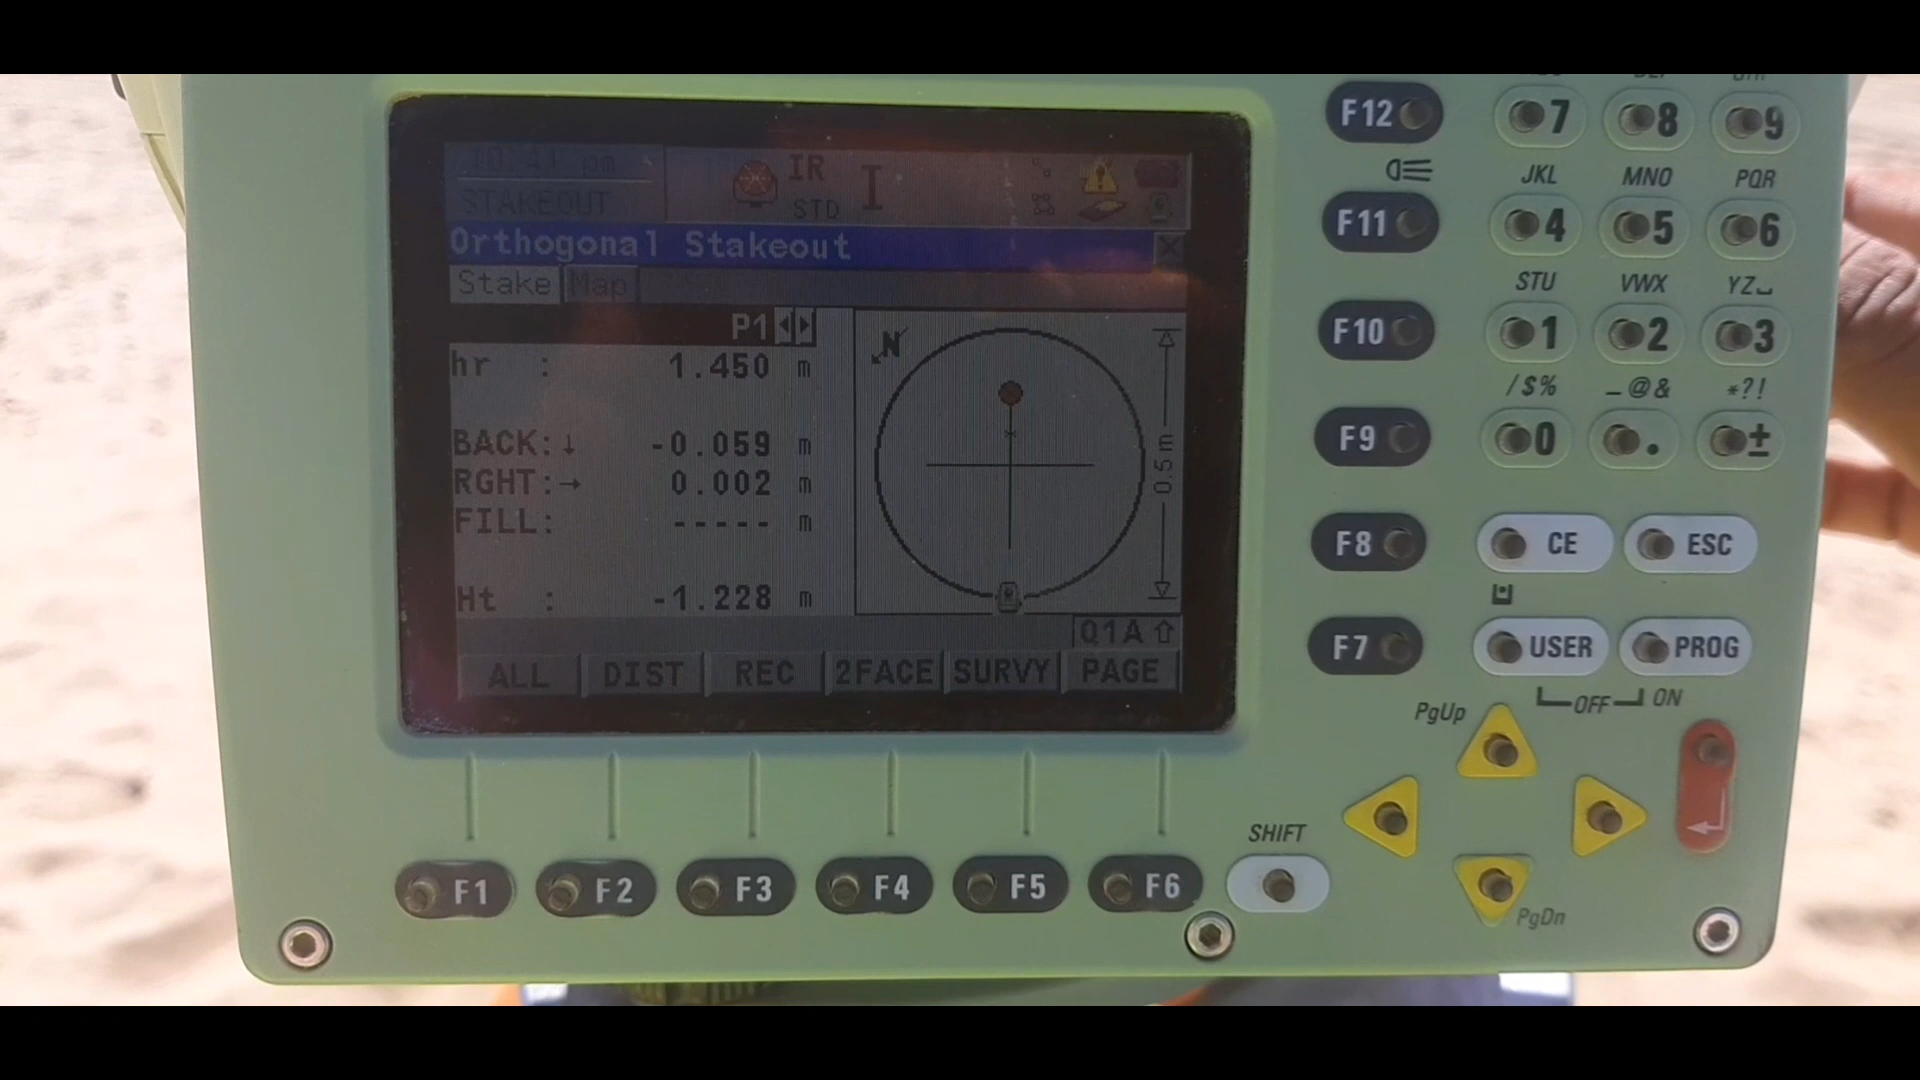 10:41 pm
STAKEOUT
IR
STD
I
Orthogonal Stakeout
Stake Map
P1
hr : 1.450 m
BACK:↓ -0.059 m
RGHT:→ 0.002 m
FILL: ----- m
Ht : -1.228 m
N
0.5 m
Q1A ⇧
ALL DIST REC 2FACE SURVY PAGE
F1 F2 F3 F4 F5 F6
SHIFT
F12 7 8 9
JKL MNO PQR
F11 4 5 6
STU VWX YZ⎵
F10 1 2 3
/$% _@& *?!
F9 0 . ±
F8 CE ESC
F7 USER PROG
OFF ON
PgUp
PgDn